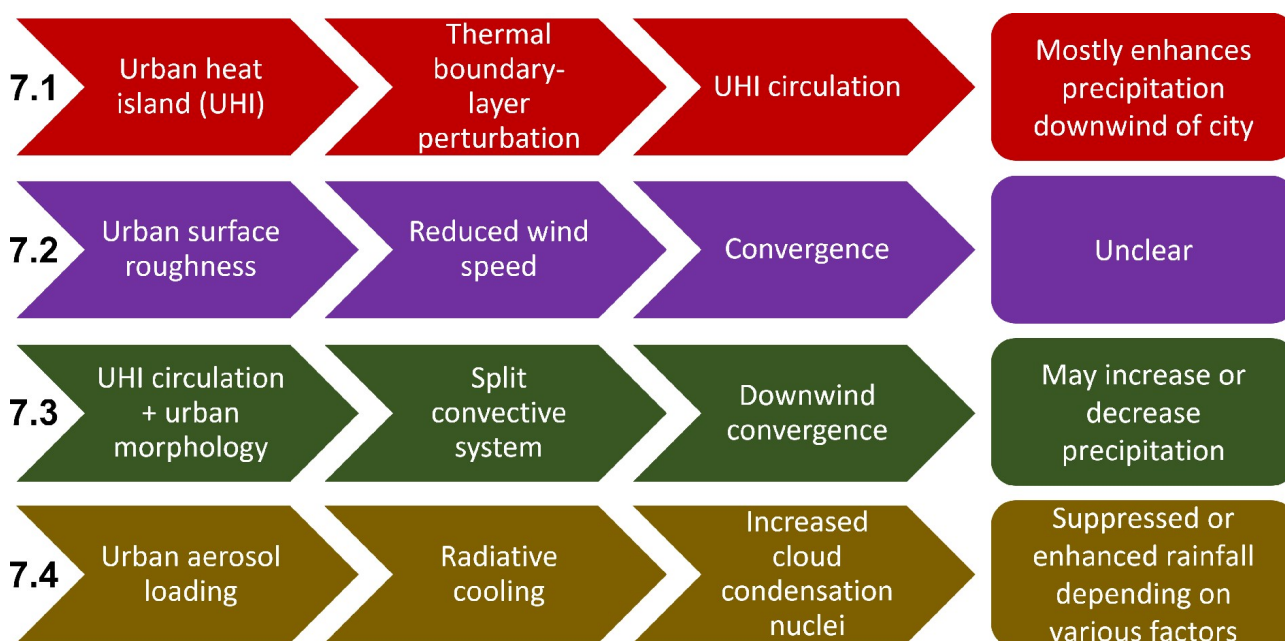 7.1
Urban heat
island (UHI)
Thermal
boundary-
layer
perturbation
UHI circulation
Mostly enhances
precipitation
downwind of city
7.2
Urban surface
roughness
Reduced wind
speed
Convergence
Unclear
7.3
UHI circulation
+ urban
morphology
Split
convective
system
Downwind
convergence
May increase or
decrease
precipitation
7.4
Urban aerosol
loading
Radiative
cooling
Increased
cloud
condensation
nuclei
Suppressed or
enhanced rainfall
depending on
various factors